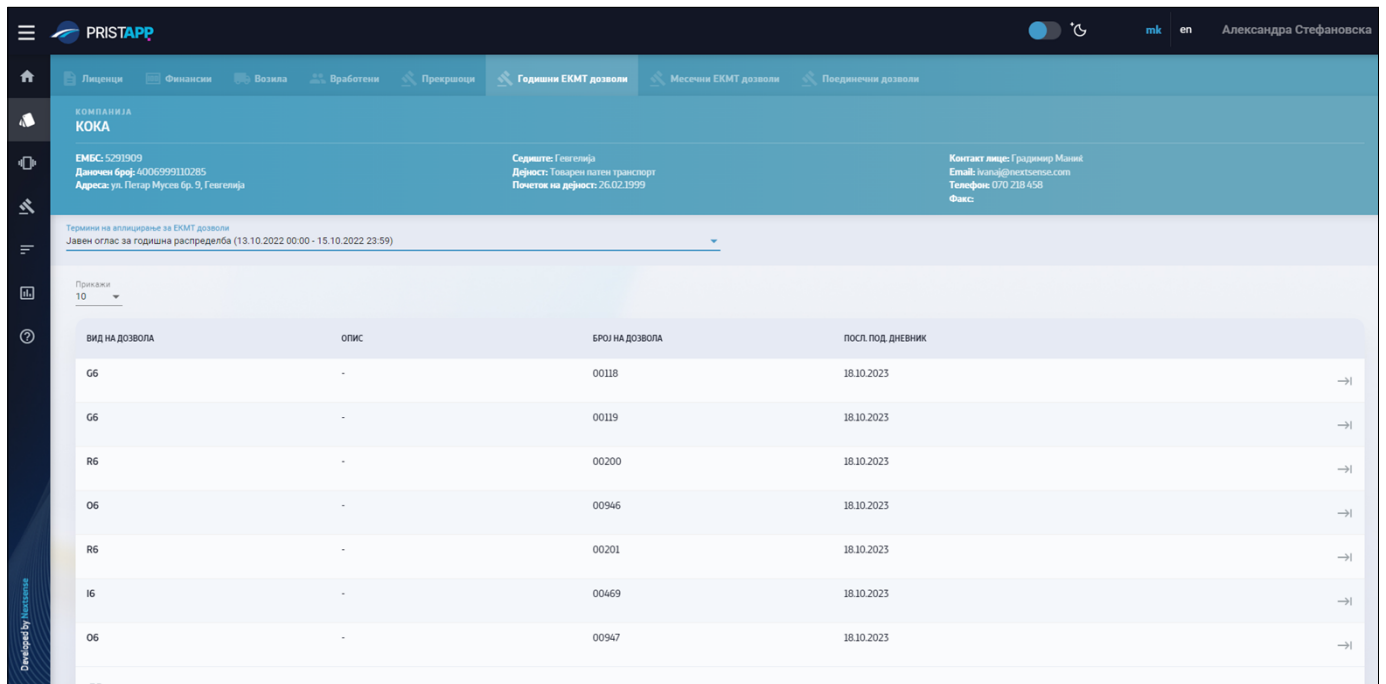 PRISTAPP
mk en Александра Стефановска
Лиценци Финансии Возила Вработени Прекршоци Годишни ЕКМТ дозволи Месечни ЕКМТ дозволи Поединечни дозволи
КОМПАНИЈА
КОКА
ЕМБС: 5291909
Даночен број: 4006999110285
Адреса: ул. Петар Мусев бр. 9, Гевгелија
Седиште: Гевгелија
Дејност: Товарен патен транспорт
Почеток на дејност: 26.02.1999
Контакт лице: Градимир Маниќ
Email: ivanaj@nextsense.com
Телефон: 070 218 458
Факс:
Термини на аплицирање за ЕКМТ дозволи
Јавен оглас за годишна распределба (13.10.2022 00:00 - 15.10.2022 23:59)
Прикажи
10
ВИД НА ДОЗВОЛА ОПИС БРОЈ НА ДОЗВОЛА ПОСЛ. ПОД. ДНЕВНИК
G6 - 00118 18.10.2023
G6 - 00119 18.10.2023
R6 - 00200 18.10.2023
O6 - 00946 18.10.2023
R6 - 00201 18.10.2023
I6 - 00469 18.10.2023
O6 - 00947 18.10.2023
Developed by Nextsense